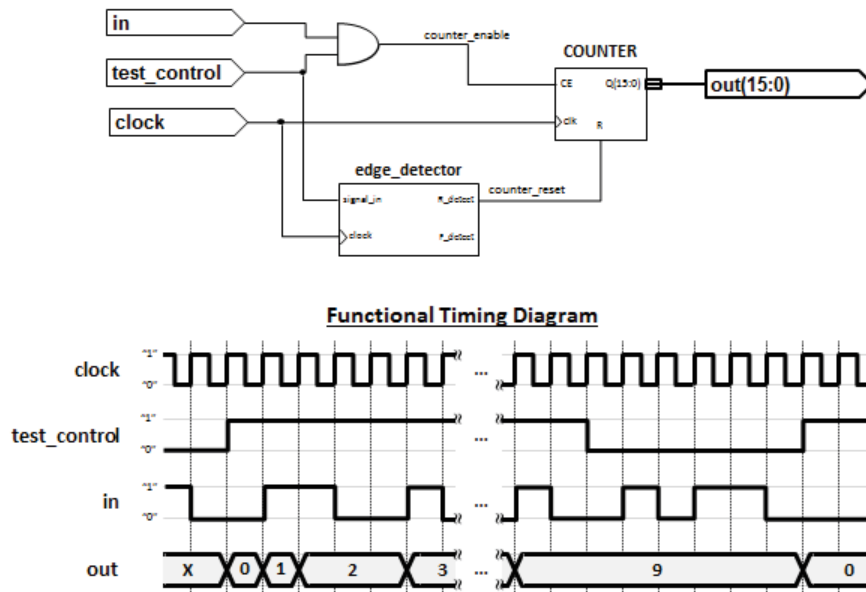 in
counter_enable
COUNTER
test_control
CE
Q(15:0)
out(15:0)
clock
clk
R
edge_detector
counter_reset
signal_in
R_detect
clock
F_detect
Functional Timing Diagram
clock
"1"
"0"
...
...
test_control
"1"
"0"
...
in
"1"
"0"
...
out
X
0
1
2
3
...
9
0